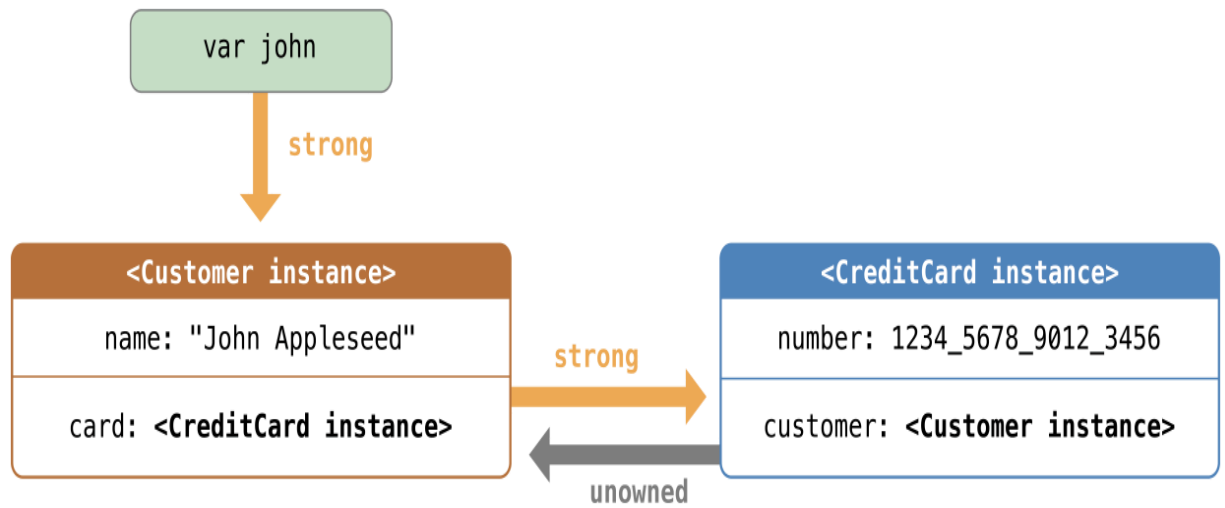 var john
strong
<Customer instance>
name: "John Appleseed"
card: <CreditCard instance>
strong
unowned
<CreditCard instance>
number: 1234_5678_9012_3456
customer: <Customer instance>